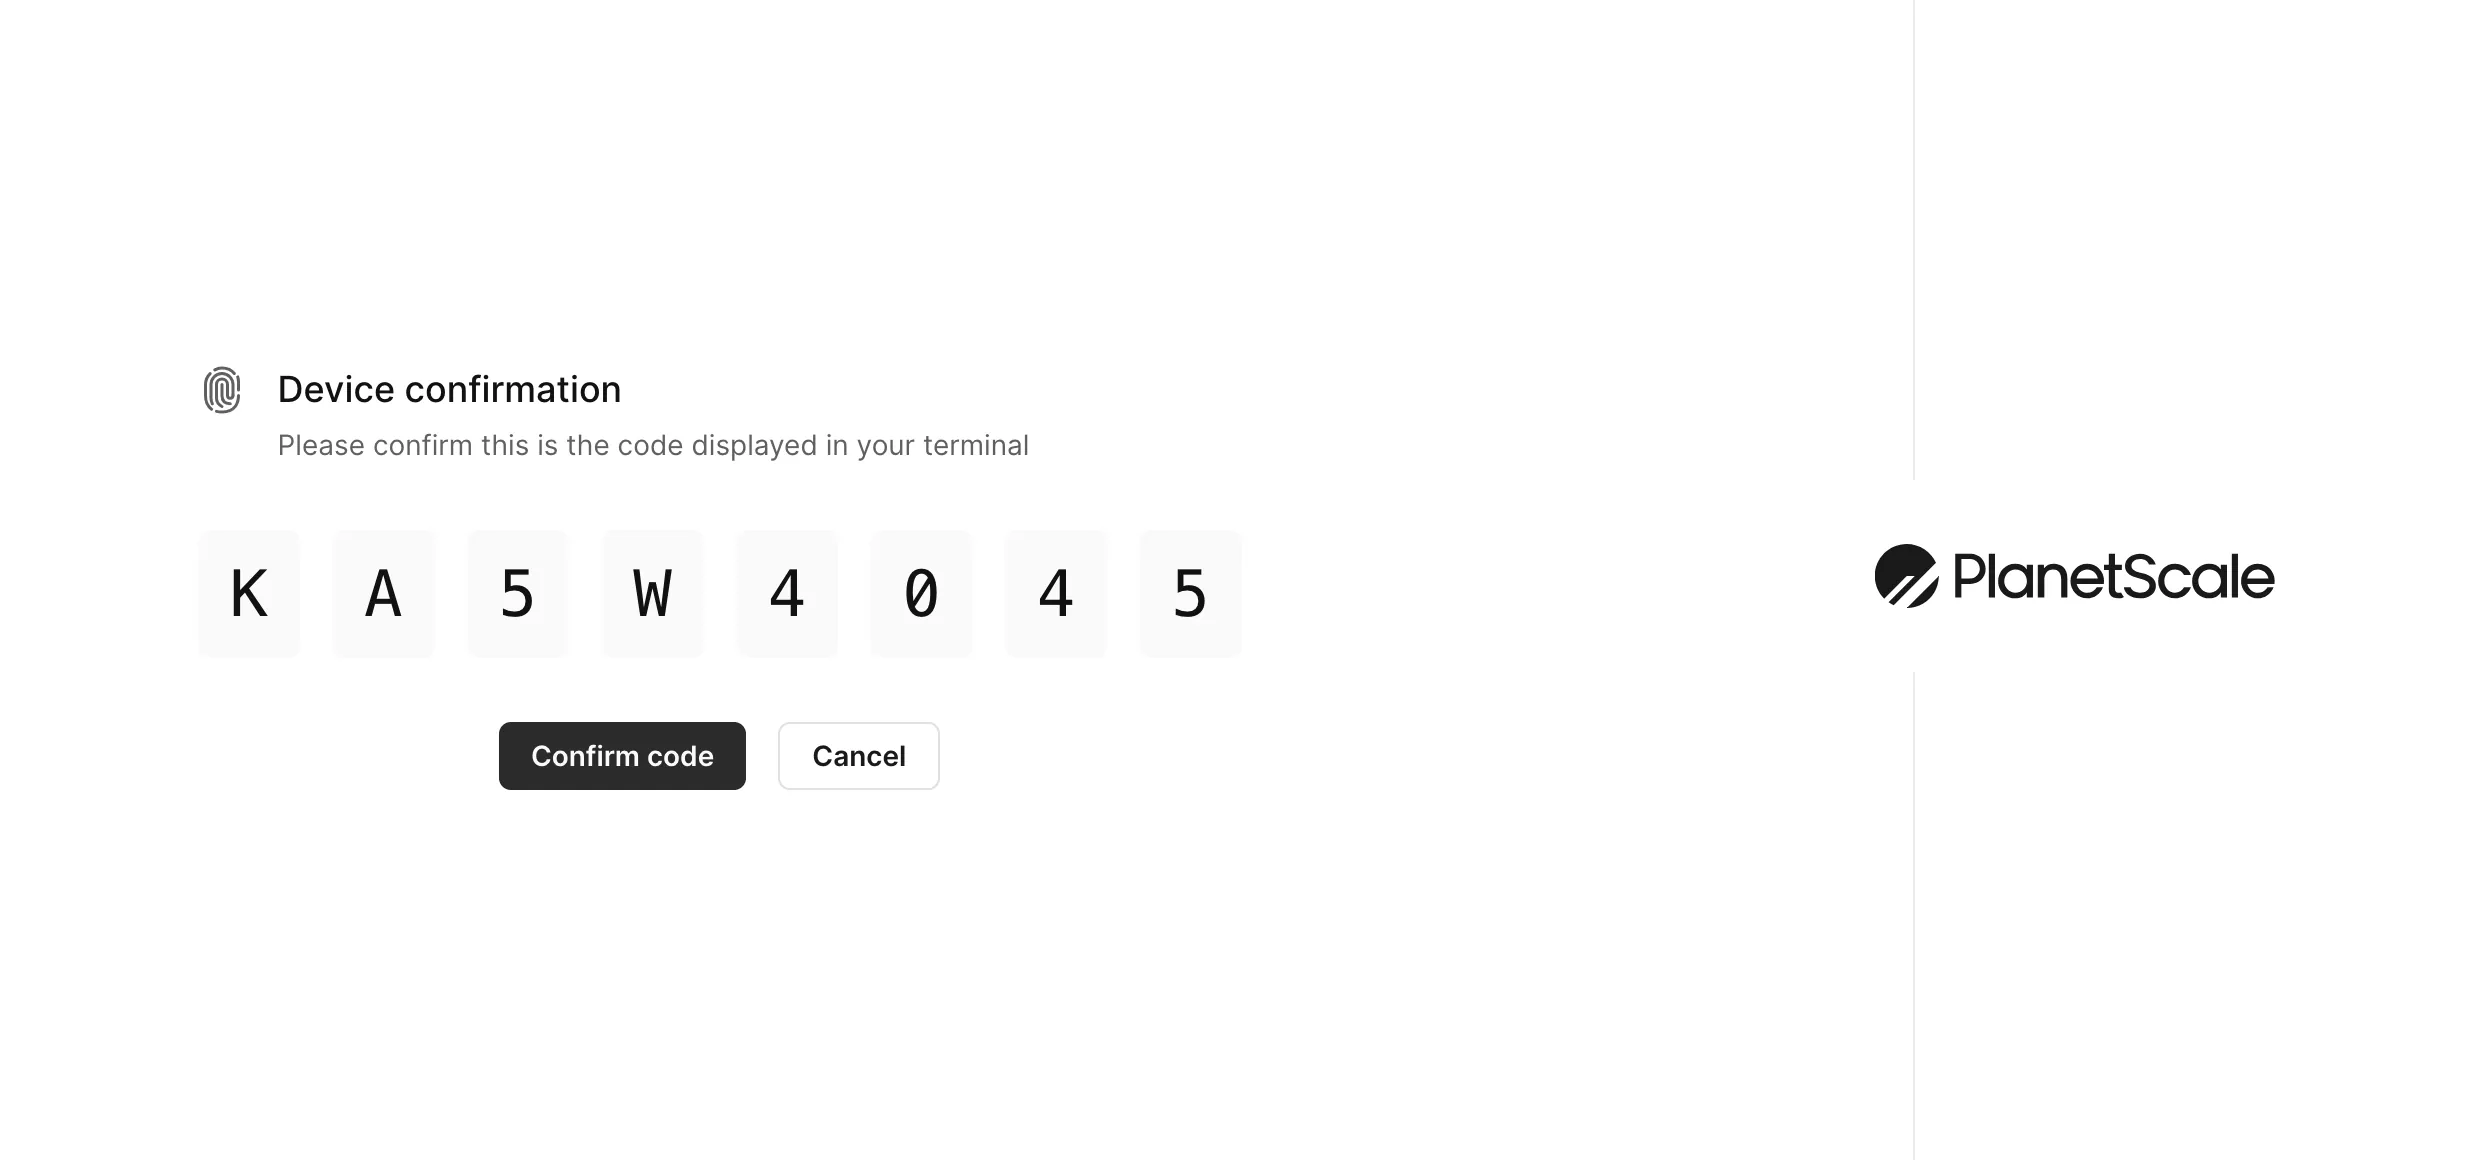 Device confirmation
Please confirm this is the code displayed in your terminal
K A 5 W 4 0 4 5
PlanetScale
Confirm code Cancel